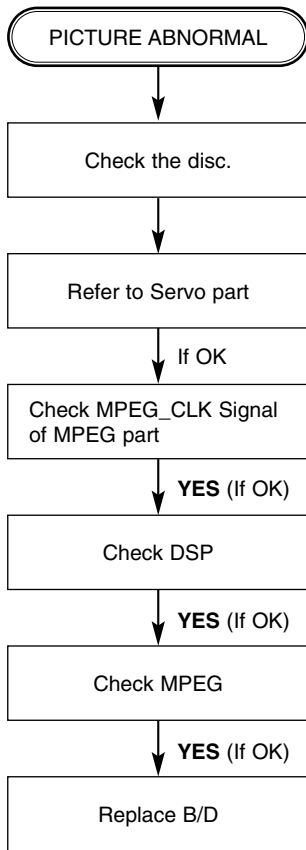 PICTURE ABNORMAL
Check the disc.
Refer to Servo part
If OK
Check MPEG_CLK Signal
of MPEG part
YES (If OK)
Check DSP
YES (If OK)
Check MPEG
YES (If OK)
Replace B/D